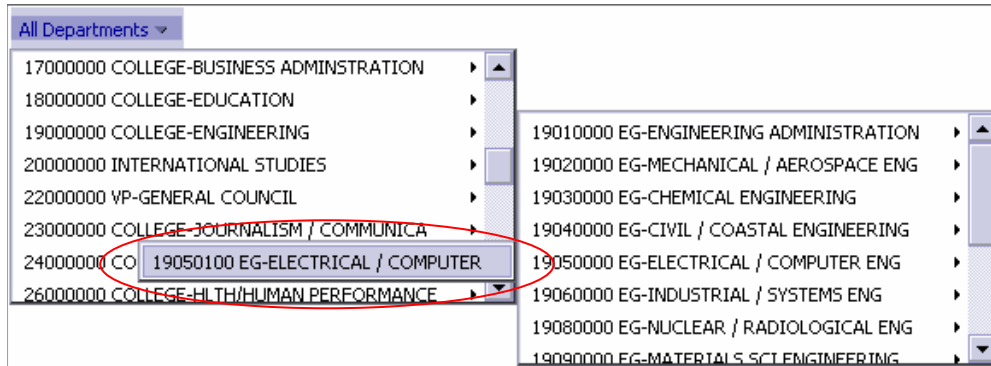 All Departments
17000000 COLLEGE-BUSINESS ADMINSTRATION
18000000 COLLEGE-EDUCATION
19000000 COLLEGE-ENGINEERING
20000000 INTERNATIONAL STUDIES
22000000 VP-GENERAL COUNCIL
23000000 COLLEGE-JOURNALISM / COMMUNICA
24000000 CO
19050100 EG-ELECTRICAL / COMPUTER
26000000 COLLEGE-HLTH/HUMAN PERFORMANCE
19010000 EG-ENGINEERING ADMINISTRATION
19020000 EG-MECHANICAL / AEROSPACE ENG
19030000 EG-CHEMICAL ENGINEERING
19040000 EG-CIVIL / COASTAL ENGINEERING
19050000 EG-ELECTRICAL / COMPUTER ENG
19060000 EG-INDUSTRIAL / SYSTEMS ENG
19080000 EG-NUCLEAR / RADIOLOGICAL ENG
19090000 EG-MATERIALS SCI ENGINEERING